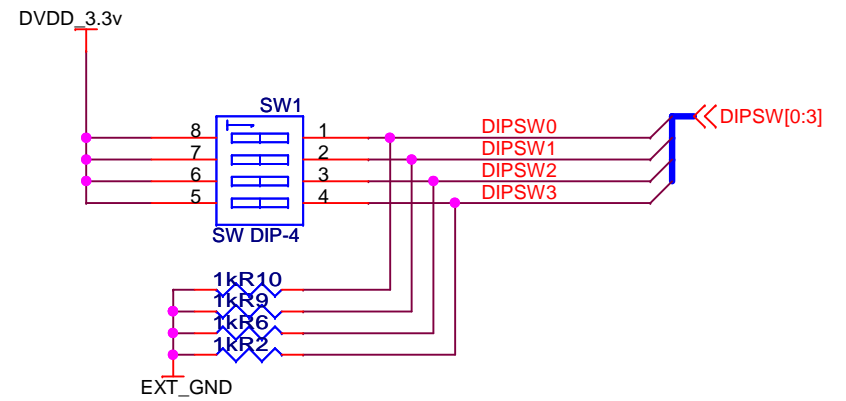 DVDD_3.3v
SW1
8 1 DIPSW0
7 2 DIPSW1
6 3 DIPSW2
5 4 DIPSW3
DIPSW[0:3]
SW DIP-4
1kR10
1kR9
1kR6
1kR2
EXT_GND